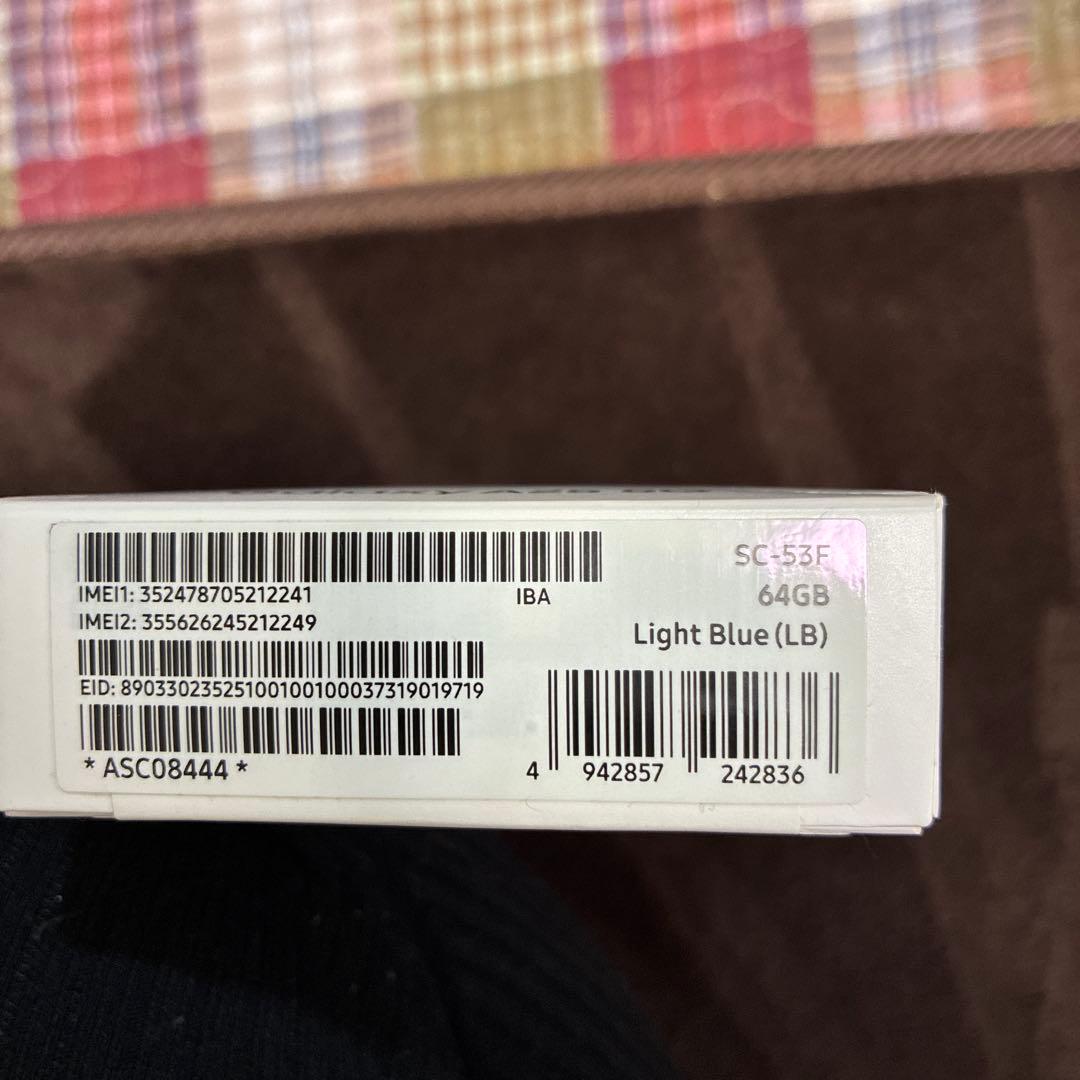 IMEI1: 352478705212241
IBA
IMEI2: 355626245212249
EID: 89033023525100100100037319019719
* ASC08444 *
SC-53F
64GB
Light Blue (LB)
4 942857 242836